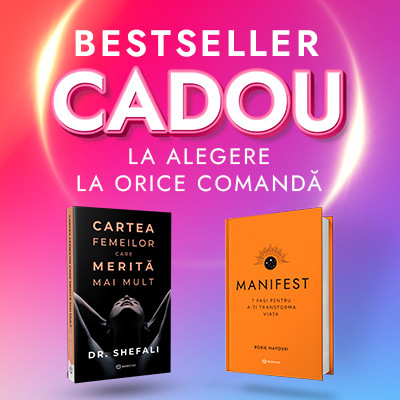 BESTSELLER
CADOU
LA ALEGERE
LA ORICE COMANDĂ
CARTEA
FEMEILOR
CARE
MERITĂ
MAI MULT
DR. SHEFALI
MANIFEST
7 PAȘI PENTRU
A-ȚI TRANSFORMA
VIAȚA
ROXIE NAFOUSI